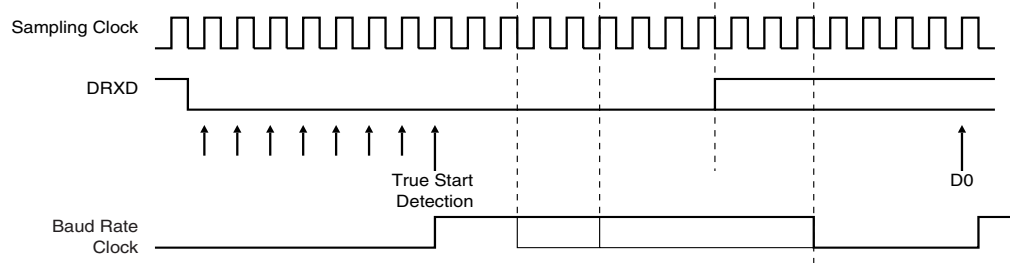 Sampling Clock
DRXD
True Start
Detection
D0
Baud Rate
Clock